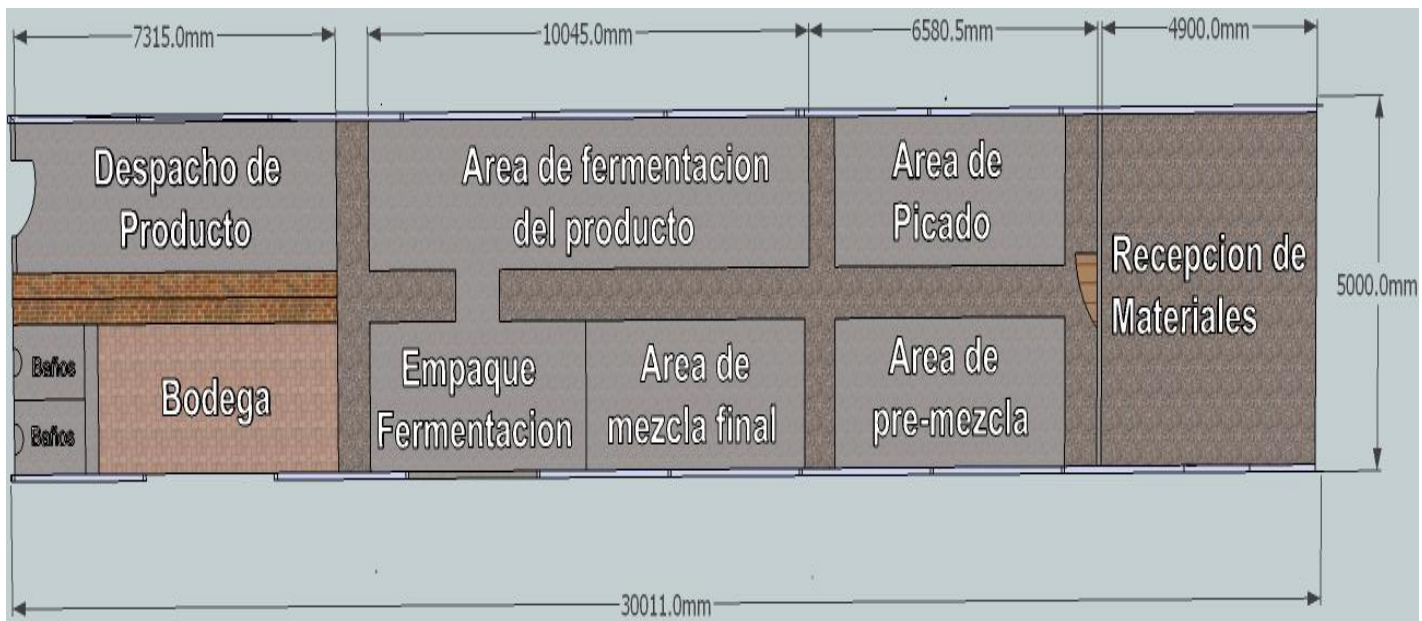 7315.0mm
10045.0mm
6580.5mm
4900.0mm
Despacho de
Producto
Area de fermentacion
del producto
Area de
Picado
Recepcion de
Materiales
5000.0mm
Baños
Baños
Bodega
Empaque
Fermentacion
Area de
mezcla final
Area de
pre-mezcla
30011.0mm